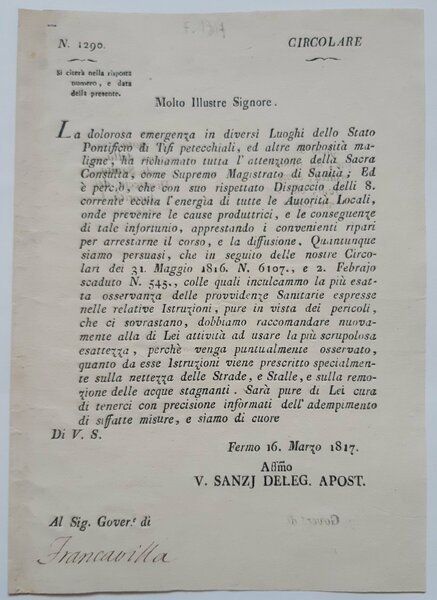 N. 1290.
CIRCOLARE
Si citerà nella risposta
numero, e data
della presente.
Molto Illustre Signore.
La dolorosa emergenza in diversi Luoghi dello Stato
Pontificio di Tifi petecchiali, ed altre morbosità ma-
ligne, ha richiamato tutta l'attenzione della Sacra
Consulta, come Supremo Magistrato di Sanità; Ed
è perciò, che con suo rispettato Dispaccio delli 8.
corrente eccita l'energìa di tutte le Autorità Locali,
onde prevenire le cause produttrici, e le conseguenze
di tale infortunio, apprestando i convenienti ripari
per arrestarne il corso, e la diffusione. Quantunque
siamo persuasi, che in seguito delle nostre Circo-
lari dei 31. Maggio 1816. N. 6107., e 2. Febrajo
scaduto N. 545., colle quali inculcammo la più esat-
ta osservanza delle provvidenze Sanitarie espresse
nelle relative Istruzioni, pure in vista dei pericoli,
che ci sovrastano, dobbiamo raccomandare nuova-
mente alla di Lei attività ad usare la più scrupolosa
esattezza, perchè venga puntualmente osservato,
quanto da esse Istruzioni viene prescritto specialmen-
te sulla nettezza delle Strade, e Stalle, e sulla remo-
zione delle acque stagnanti. Sarà pure di Lei cura
di tenerci con precisione informati dell'adempimento
di siffatte misure, e siamo di cuore
Di V. S.
Fermo 16. Marzo 1817.
Affmo
V. SANZJ DELEG. APOST.
Al Sig. Gover.e di
Francavilla